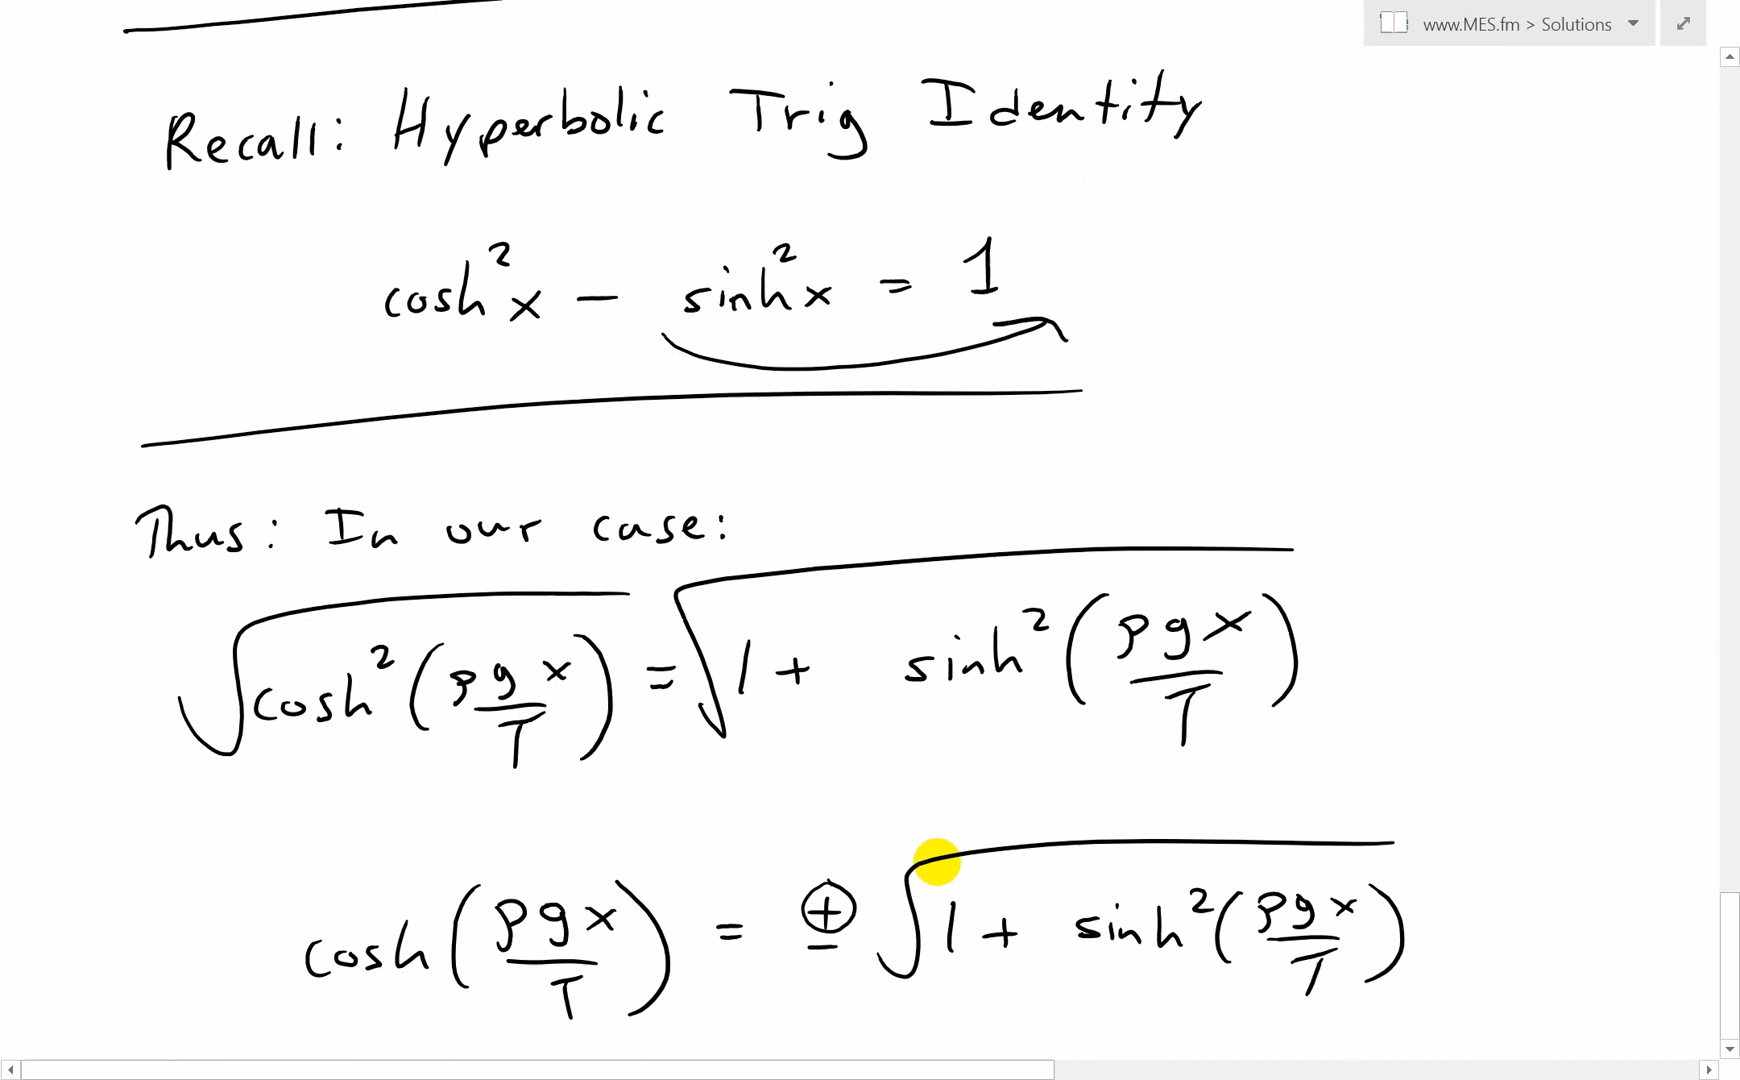 www.MES.fm > Solutions
Recall: Hyperbolic Trig Identity
cosh²x − sinh²x = 1
Thus: In our case:
√cosh²(ρgx/T) = √1 + sinh²(ρgx/T)
cosh(ρgx/T) = ± √1 + sinh²(ρgx/T)